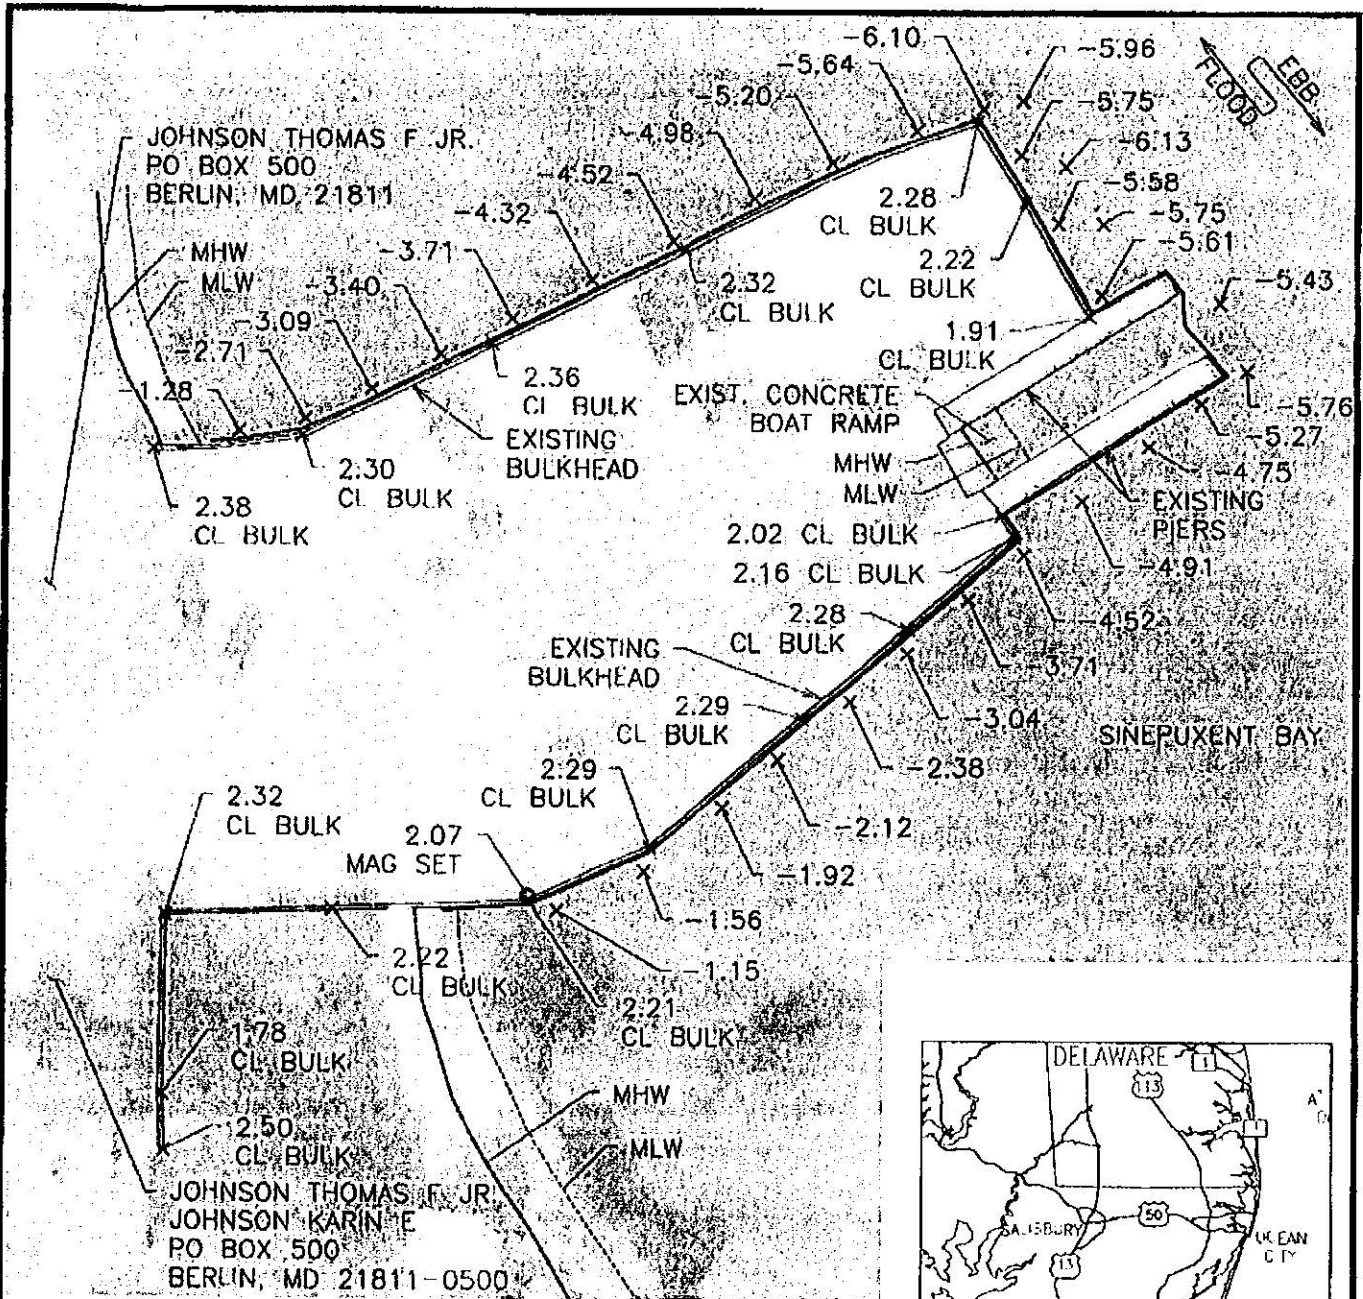 -6.10
-5.96
-5.64
EBB
FLOOD
-5.20
-5.75
-4.98
-6.13
JOHNSON THOMAS F JR.
PO BOX 500
BERLIN, MD 21811
-4.52
-5.58
2.28
CL BULK
-5.75
-4.32
-5.61
MHW
-3.71
2.22
CL BULK
MLW
-3.40
2.32
CL BULK
-5.43
-3.09
1.91
CL BULK
-2.71
-1.28
2.36
CL BULK
EXIST. CONCRETE
BOAT RAMP
-5.76
EXISTING
BULKHEAD
-5.27
MHW
-4.75
2.30
CL BULK
MLW
EXISTING
PIERS
2.38
CL BULK
2.02 CL BULK
-4.91
2.16 CL BULK
2.28
CL BULK
-4.52
EXISTING
BULKHEAD
-3.71
2.29
CL BULK
-3.04
SINEPUXENT BAY
2.29
CL BULK
-2.38
2.32
CL BULK
-2.12
2.07
MAG SET
-1.92
-1.56
2.22
CL BULK
-1.15
2.21
CL BULK
1.78
CL BULK
MHW
2.50
CL BULK
MLW
JOHNSON THOMAS F JR
JOHNSON KARIN E
PO BOX 500
BERLIN, MD 21811-0500
DELAWARE
1
113
1
SALISBURY
50
OCEAN
CITY
13